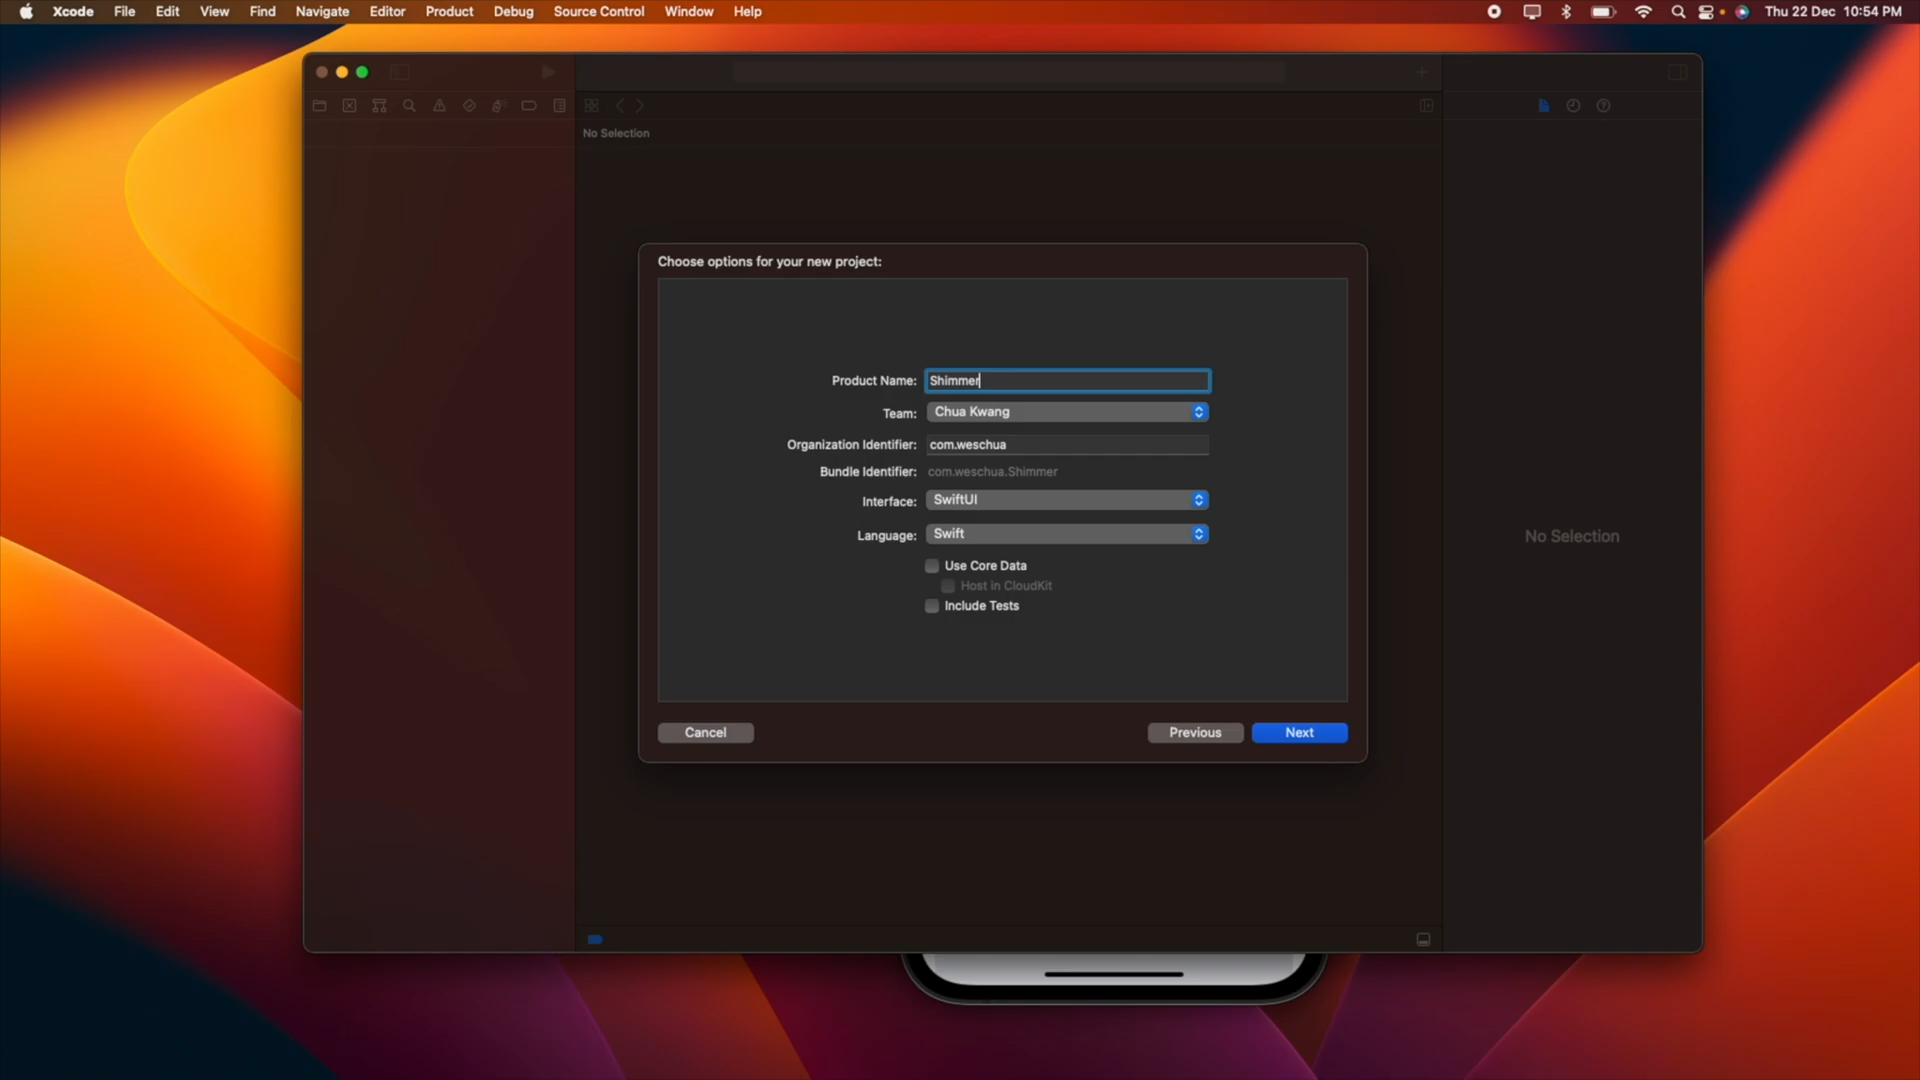 Xcode File Edit View Find Navigate Editor Product Debug Source Control Window Help Thu 22 Dec 10:54 PM
No Selection
Choose options for your new project:
Product Name: Shimmer
Team: Chua Kwang
Organization Identifier: com.weschua
Bundle Identifier: com.weschua.Shimmer
Interface: SwiftUI
Language: Swift
No Selection
Use Core Data
Host in CloudKit
Include Tests
Cancel Previous Next